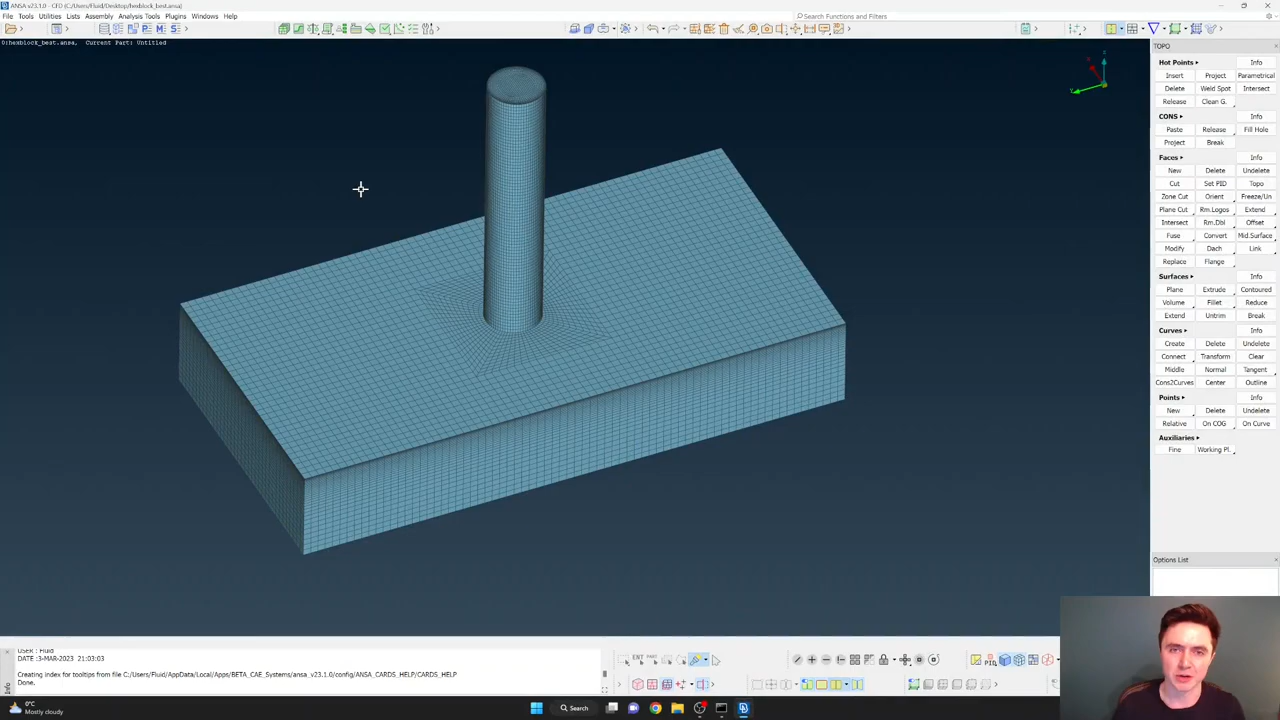 ANSA v23.1.0 - CFD (C:/Users/Fluid/Desktop/hexblock_best.ansa)
File Tools Utilities Lists Assembly Analysis Tools Plugins Windows Help
Search Functions and Filters
0:hexblock_best.ansa, Current Part: Untitled
TOPO
Hot Points Info
Insert Project Parametrical
Delete Weld Spot Intersect
Release Clean G.
CONS Info
Paste Release Fill Hole
Project Break
Faces Info
New Delete Undelete
Cut Set PID Topo
Zone Cut Orient Freeze/Un
Plane Cut Rm.Logos Extend
Intersect Rm.Dbl Offset
Fuse Convert Mid.Surface
Modify Dach Link
Replace Flange
Surfaces Info
Plane Extrude Contoured
Volume Fillet Reduce
Extend Untrim Break
Curves Info
Create Delete Undelete
Connect Transform Clear
Middle Normal Tangent
Cons2Curves Center Outline
Points Info
New Delete Undelete
Relative On COG On Curve
Auxiliaries
Fine Working Pl.
Options List
USER : Fluid
DATE :3-MAR-2023 21:03:03
Creating index for tooltips from file C:/Users/Fluid/AppData/Local/Apps/BETA_CAE_Systems/ansa_v23.1.0/config/ANSA_CARDS_HELP/CARDS_HELP
Done.
Info
ENT PART
PID
0°C
Mostly cloudy
Search